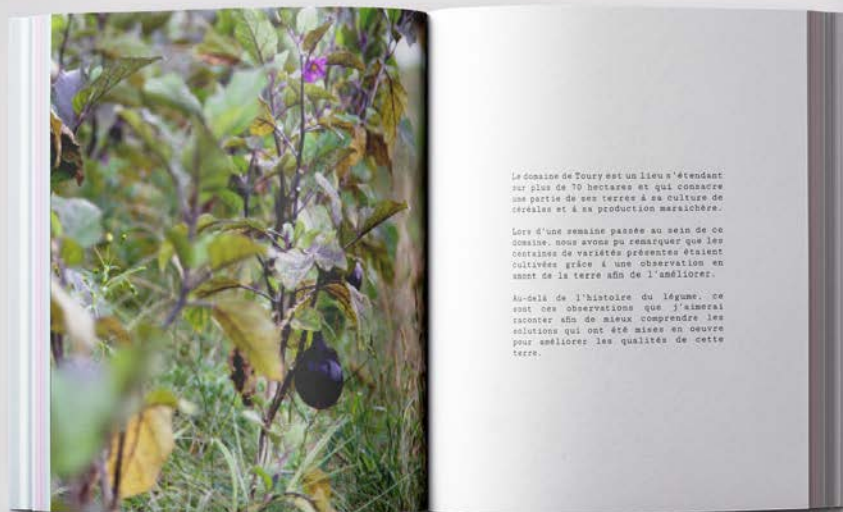 Le domaine de Toury est un lieu s'étendant
sur plus de 70 hectares et qui consacre
une partie de ses terres à sa culture de
céréales et à sa production maraîchère.
Lors d'une semaine passée au sein de ce
domaine, nous avons pu remarquer que les
centaines de variétés présentes étaient
cultivées grâce à une observation en
amont de la terre afin de l'améliorer.
Au-delà de l'histoire du légume, ce
sont ces observations que j'aimerai
raconter afin de mieux comprendre les
solutions qui ont été mises en oeuvre
pour améliorer les qualités de cette
terre.